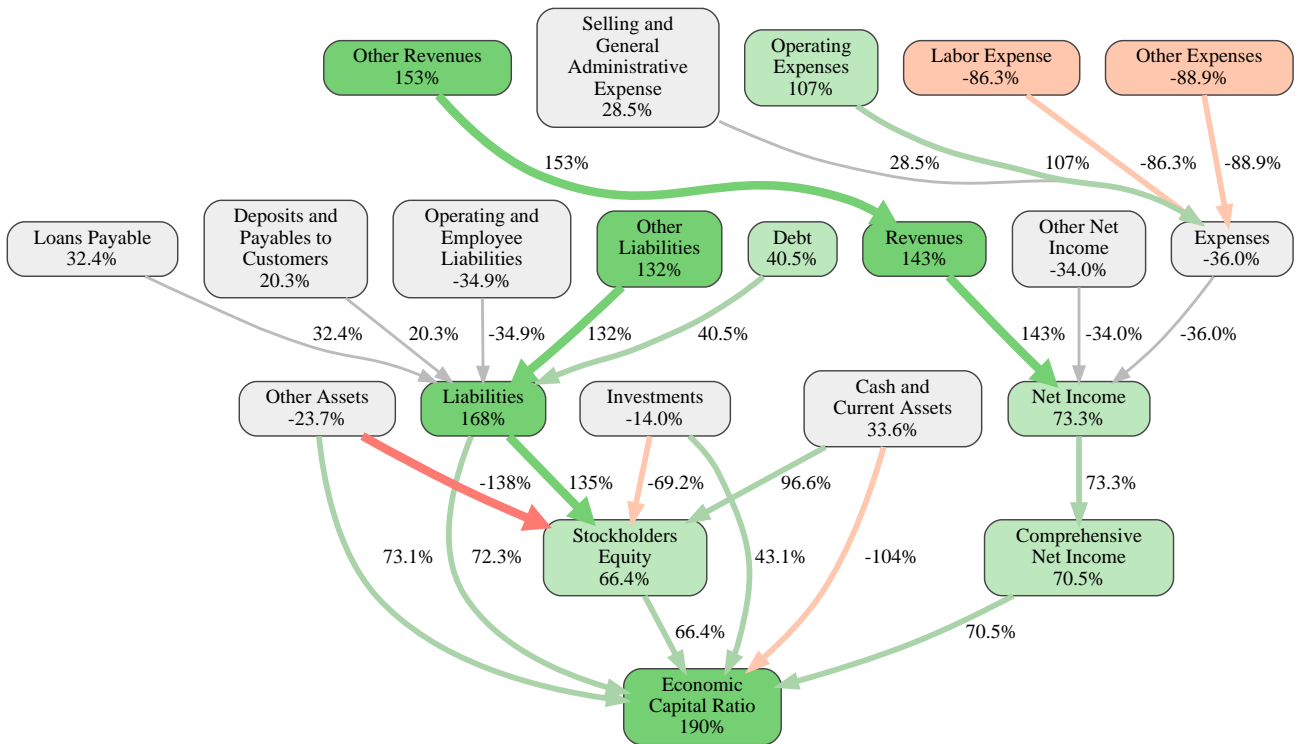 Selling and
General
Administrative
Expense
28.5%
Other Revenues
153%
Operating
Expenses
107%
Labor Expense
-86.3%
Other Expenses
-88.9%
153%
28.5%
107%
-86.3%
-88.9%
Loans Payable
32.4%
Deposits and
Payables to
Customers
20.3%
Operating and
Employee
Liabilities
-34.9%
Other
Liabilities
132%
Debt
40.5%
Revenues
143%
Other Net
Income
-34.0%
Expenses
-36.0%
32.4%
20.3%
-34.9%
132%
40.5%
143%
-34.0%
-36.0%
Other Assets
-23.7%
Liabilities
168%
Investments
-14.0%
Cash and
Current Assets
33.6%
Net Income
73.3%
-138%
135%
-69.2%
96.6%
73.3%
Stockholders
Equity
66.4%
Comprehensive
Net Income
70.5%
73.1%
72.3%
43.1%
-104%
66.4%
70.5%
Economic
Capital Ratio
190%